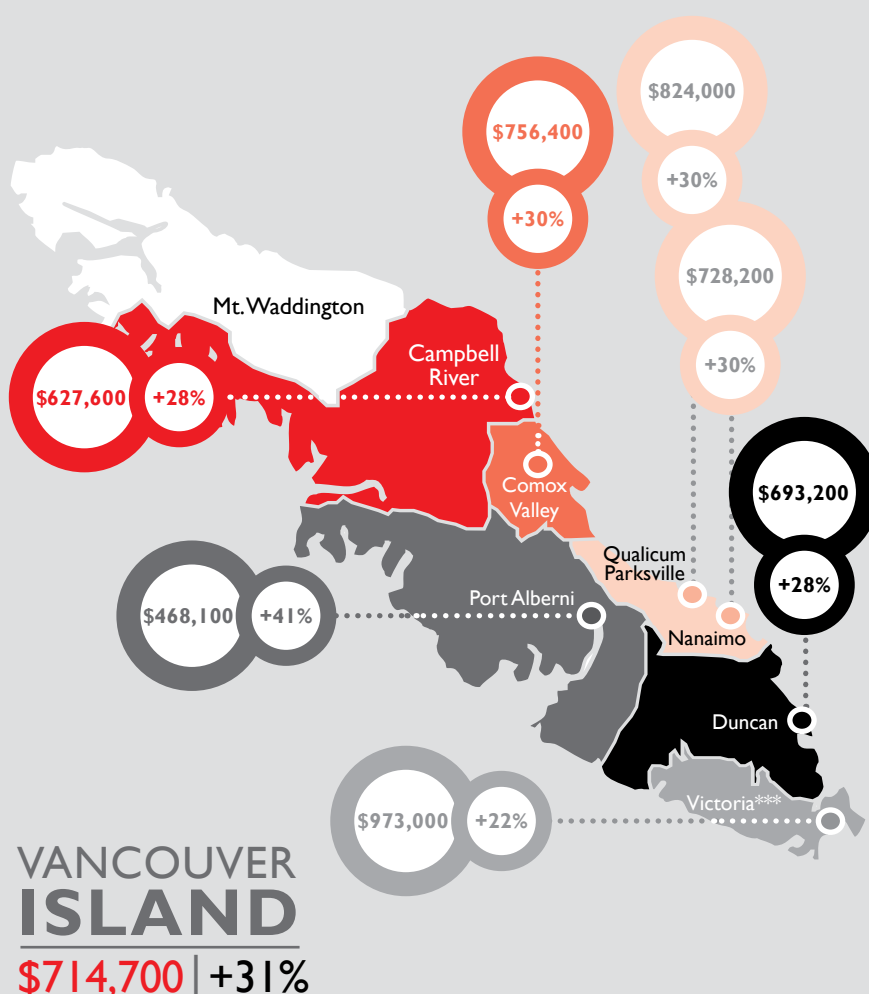 $824,000
$756,400
+30%
+30%
$728,200
Mt. Waddington
Campbell
River
+30%
$627,600
+28%
Comox
Valley
$693,200
Qualicum
Parksville
+28%
Port Alberni
$468,100
+41%
Nanaimo
Duncan
Victoria***
$973,000
+22%
VANCOUVER
ISLAND
$714,700 | +31%